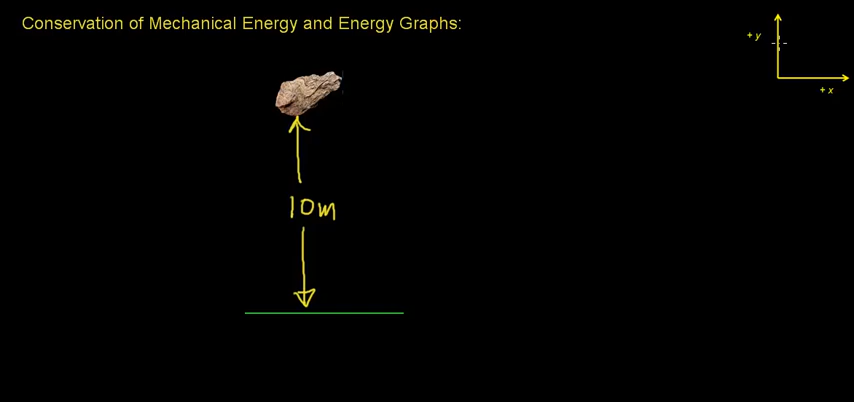 Conservation of Mechanical Energy and Energy Graphs:
+ y
+ x
10m